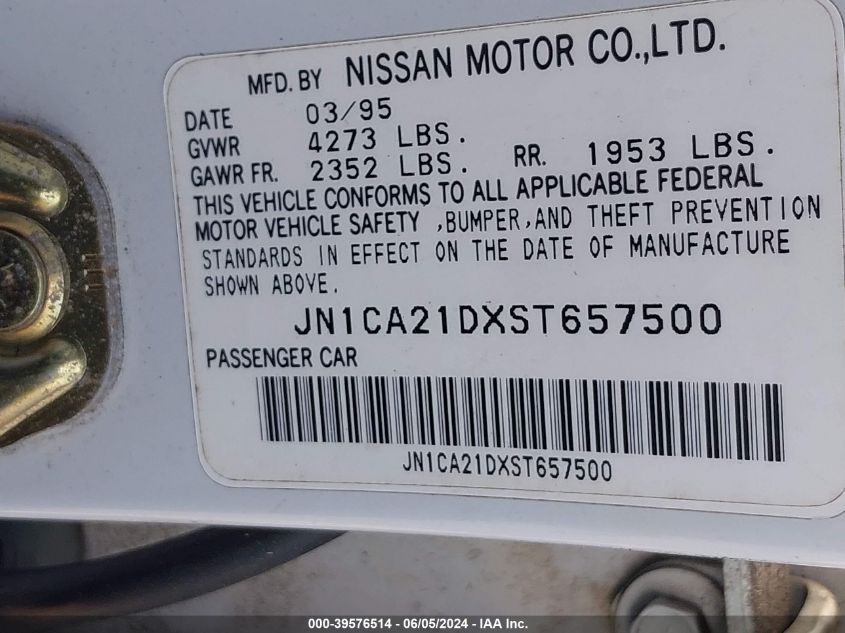 MFD. BY NISSAN MOTOR CO.,LTD.
DATE 03/95
GVWR 4273 LBS.
GAWR FR. 2352 LBS. RR. 1953 LBS.
THIS VEHICLE CONFORMS TO ALL APPLICABLE FEDERAL
MOTOR VEHICLE SAFETY ,BUMPER,AND THEFT PREVENTION
STANDARDS IN EFFECT ON THE DATE OF MANUFACTURE
SHOWN ABOVE.
JN1CA21DXST657500
PASSENGER CAR
JN1CA21DXST657500
000-39576514 - 06/05/2024 - IAA Inc.